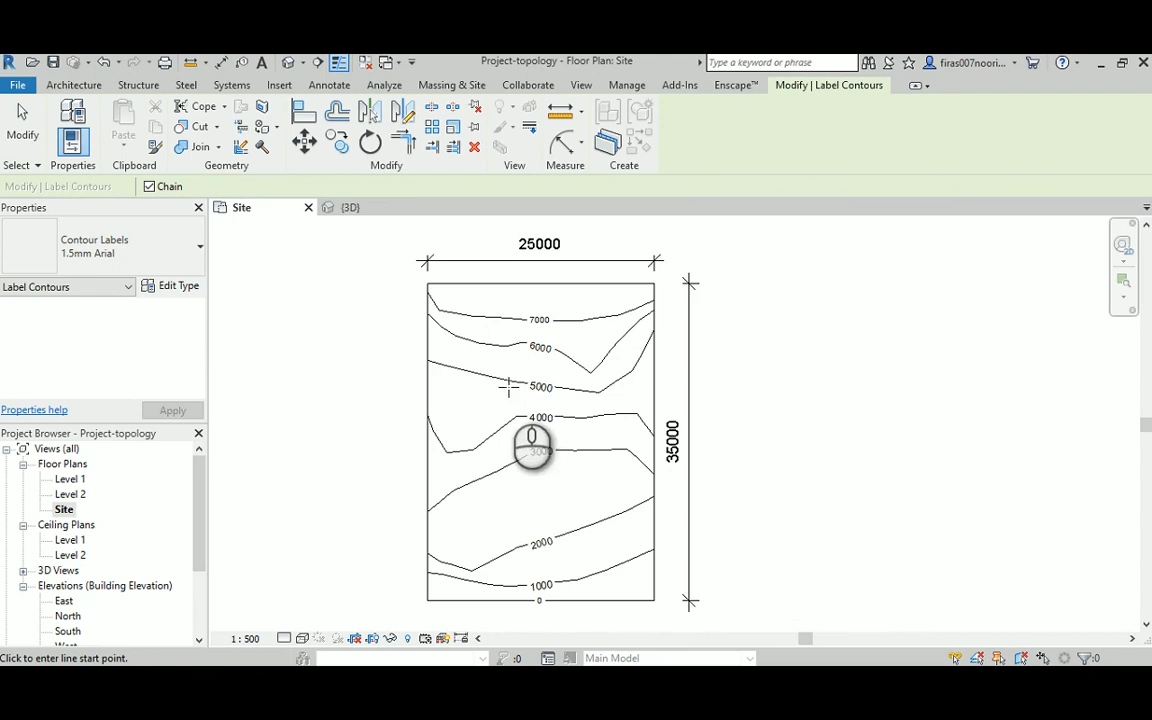 Project-topology - Floor Plan: Site
Type a keyword or phrase
firas007noori...
File Architecture Structure Steel Systems Insert Annotate Analyze Massing & Site Collaborate View Manage Add-Ins Enscape™ Modify | Label Contours
Modify
Paste
Cope
Cut
Join
Select Properties Clipboard Geometry Modify View Measure Create
Modify | Label Contours
Chain
Properties
Site
{3D}
Contour Labels
1.5mm Arial
Label Contours
Edit Type
Properties help
Apply
Project Browser - Project-topology
Views (all)
Floor Plans
Level 1
Level 2
Site
Ceiling Plans
Level 1
Level 2
3D Views
Elevations (Building Elevation)
East
North
South
25000
7000
6000
5000
4000
2000
1000
0
35000
1 : 500
Click to enter line start point.
:0
Main Model
:0